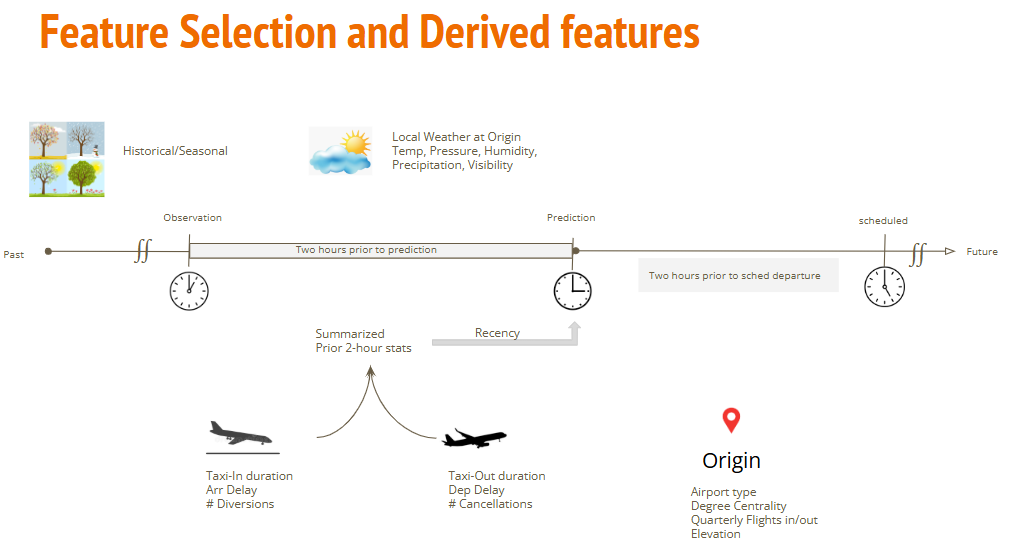 Feature Selection and Derived features
Historical/Seasonal
Local Weather at Origin
Temp, Pressure, Humidity,
Precipitation, Visibility
Observation
Prediction
scheduled
Past
Two hours prior to prediction
Future
Two hours prior to sched departure
Summarized
Prior 2-hour stats
Recency
Taxi-In duration
Arr Delay
# Diversions
Taxi-Out duration
Dep Delay
# Cancellations
Origin
Airport type
Degree Centrality
Quarterly Flights in/out
Elevation